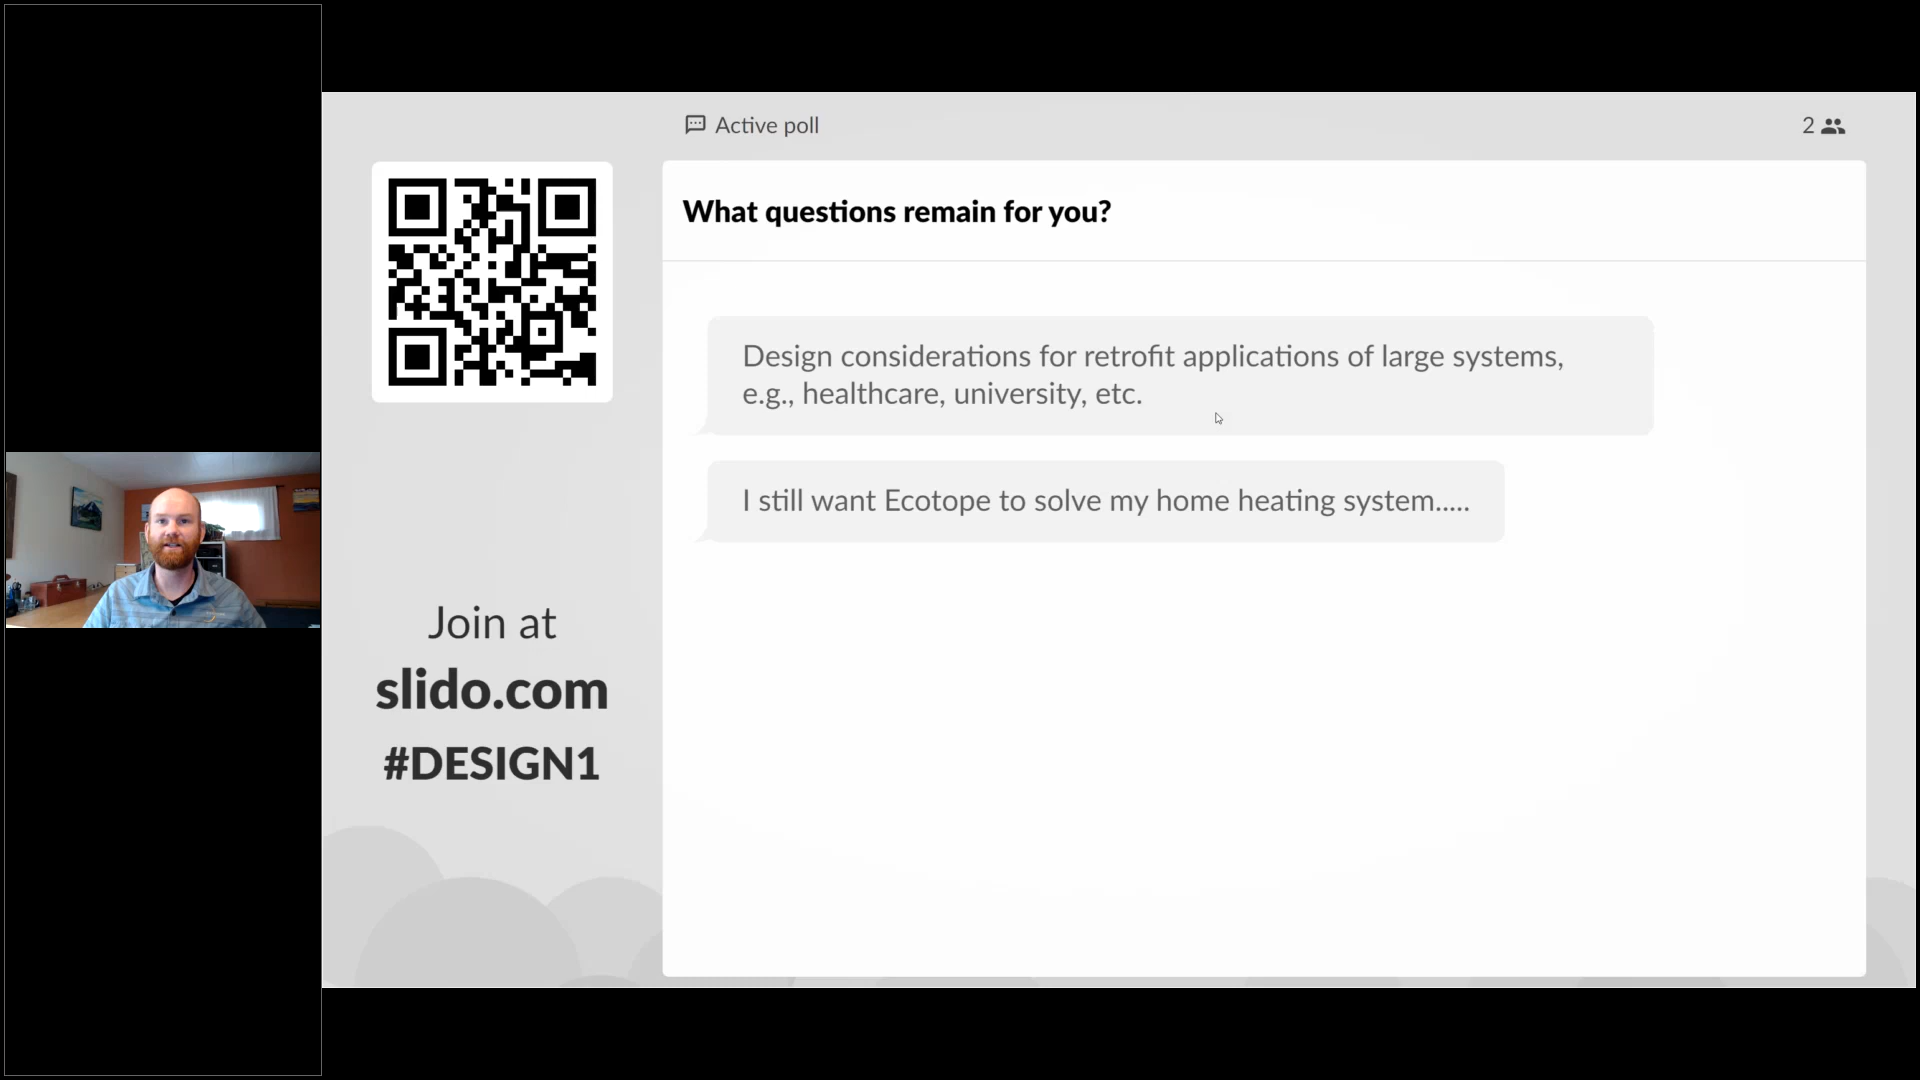 Active poll
2
What questions remain for you?
Design considerations for retrofit applications of large systems,
e.g., healthcare, university, etc.
I still want Ecotope to solve my home heating system.....
Join at
slido.com
#DESIGN1